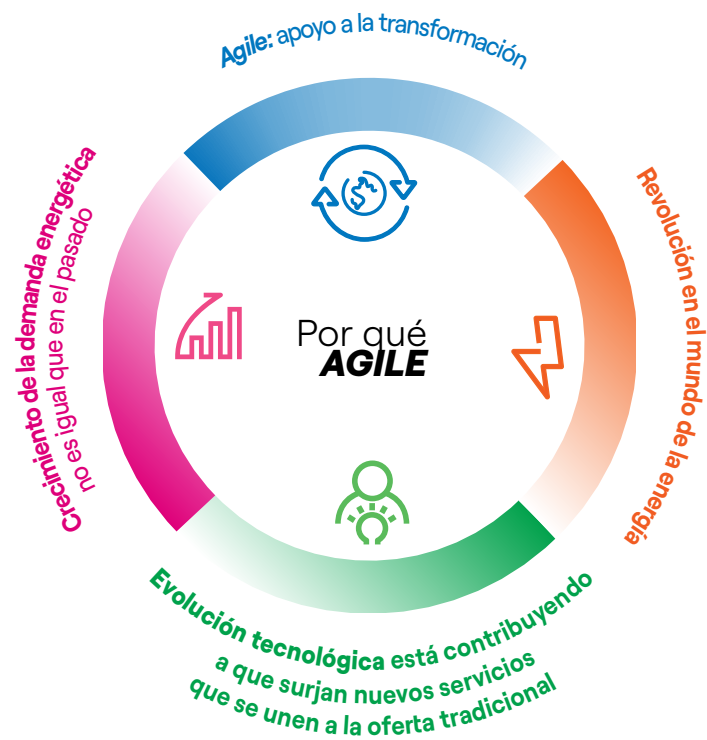 Agile: apoyo a la transformación
Revolución en el mundo de la energía
Evolución tecnológica está contribuyendo
a que surjan nuevos servicios
que se unen a la oferta tradicional
Crecimiento de la demanda energética
no es igual que en el pasado
Por qué
AGILE